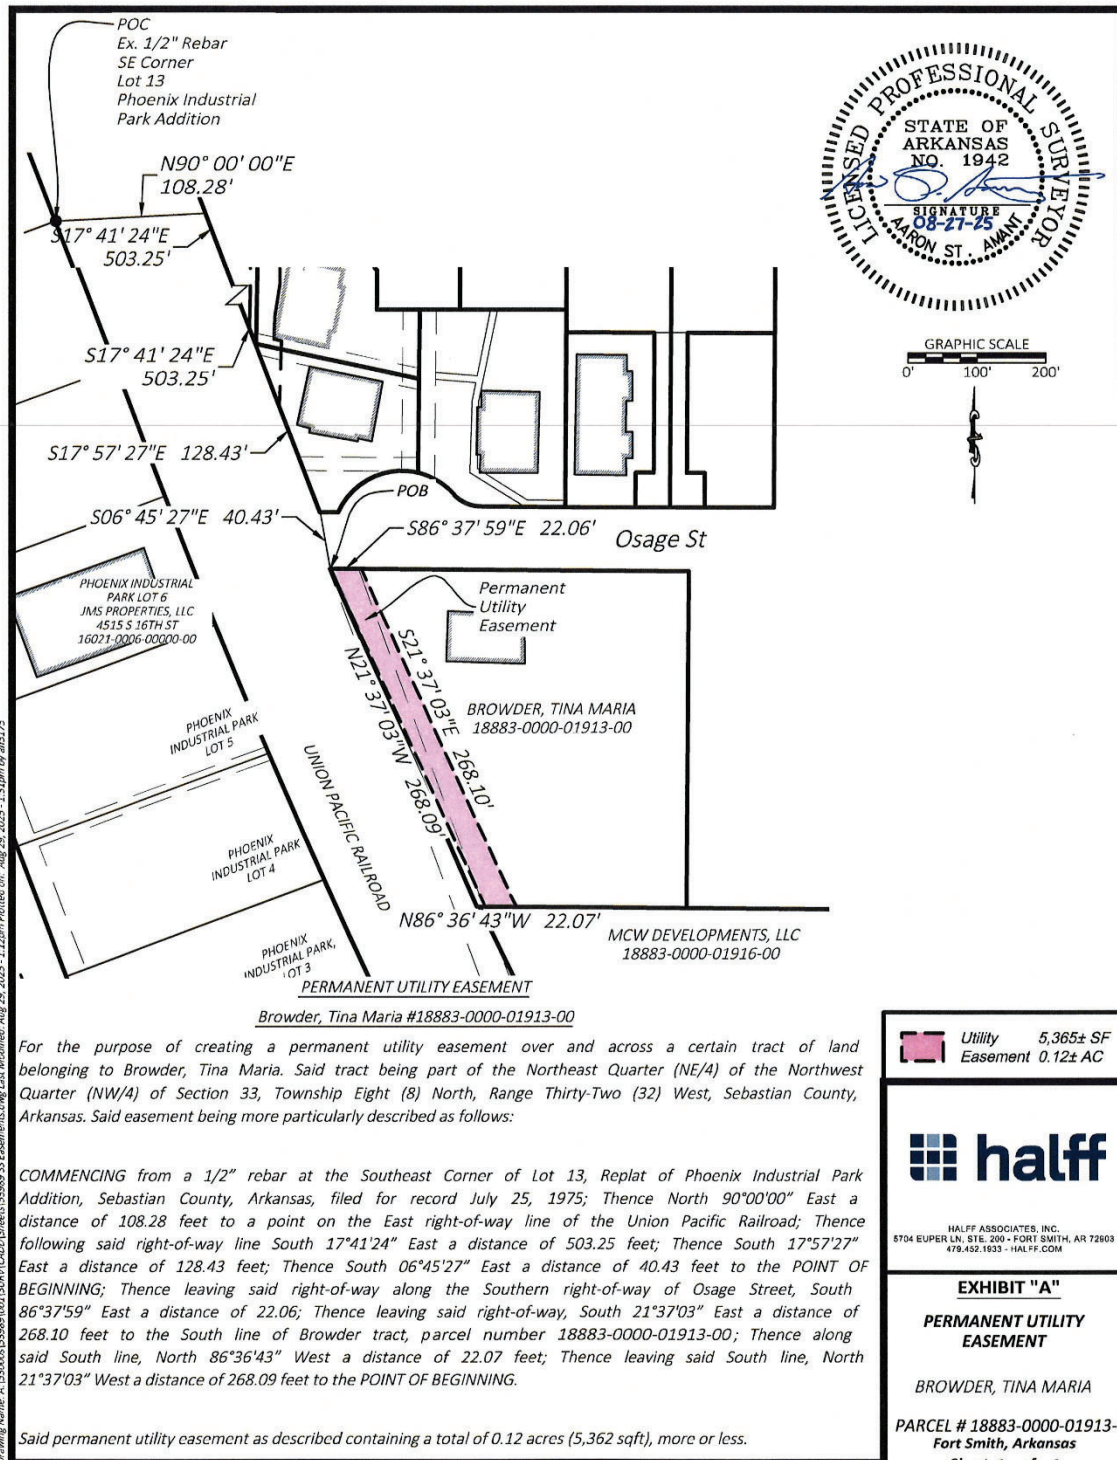 POC
Ex. 1/2" Rebar
SE Corner
Lot 13
Phoenix Industrial
Park Addition
N90° 00' 00"E
108.28'
S17° 41' 24"E
503.25'
S17° 41' 24"E
503.25'
S17° 57' 27"E 128.43'
S06° 45' 27"E 40.43'
POB
S86° 37' 59"E 22.06'
Osage St
LICENSED PROFESSIONAL SURVEYOR
STATE OF
ARKANSAS
NO. 1942
SIGNATURE
08-27-25
AARON ST. AMANT
GRAPHIC SCALE
0' 100' 200'
PHOENIX INDUSTRIAL
PARK LOT 6
JMS PROPERTIES, LLC
4515 S 16TH ST
16021-0006-00000-00
Permanent
Utility
Easement
S21° 37' 03"E 268.10'
N21° 37' 03"W 268.09'
BROWDER, TINA MARIA
18883-0000-01913-00
PHOENIX
INDUSTRIAL PARK
LOT 5
UNION PACIFIC RAILROAD
PHOENIX
INDUSTRIAL PARK
LOT 4
PHOENIX
INDUSTRIAL PARK,
LOT 3
N86° 36' 43"W 22.07'
MCW DEVELOPMENTS, LLC
18883-0000-01916-00
PERMANENT UTILITY EASEMENT
Browder, Tina Maria #18883-0000-01913-00
For the purpose of creating a permanent utility easement over and across a certain tract of land
belonging to Browder, Tina Maria. Said tract being part of the Northeast Quarter (NE/4) of the Northwest
Quarter (NW/4) of Section 33, Township Eight (8) North, Range Thirty-Two (32) West, Sebastian County,
Arkansas. Said easement being more particularly described as follows:
COMMENCING from a 1/2" rebar at the Southeast Corner of Lot 13, Replat of Phoenix Industrial Park
Addition, Sebastian County, Arkansas, filed for record July 25, 1975; Thence North 90°00'00" East a
distance of 108.28 feet to a point on the East right-of-way line of the Union Pacific Railroad; Thence
following said right-of-way line South 17°41'24" East a distance of 503.25 feet; Thence South 17°57'27"
East a distance of 128.43 feet; Thence South 06°45'27" East a distance of 40.43 feet to the POINT OF
BEGINNING; Thence leaving said right-of-way along the Southern right-of-way of Osage Street, South
86°37'59" East a distance of 22.06; Thence leaving said right-of-way, South 21°37'03" East a distance of
268.10 feet to the South line of Browder tract, parcel number 18883-0000-01913-00; Thence along
said South line, North 86°36'43" West a distance of 22.07 feet; Thence leaving said South line, North
21°37'03" West a distance of 268.09 feet to the POINT OF BEGINNING.
Said permanent utility easement as described containing a total of 0.12 acres (5,362 sqft), more or less.
Utility 5,365± SF
Easement 0.12± AC
halff
HALFF ASSOCIATES, INC.
5704 EUPER LN, STE. 200 - FORT SMITH, AR 72903
479.452.1933 - HALFF.COM
EXHIBIT "A"
PERMANENT UTILITY
EASEMENT
BROWDER, TINA MARIA
PARCEL # 18883-0000-01913-
Fort Smith, Arkansas